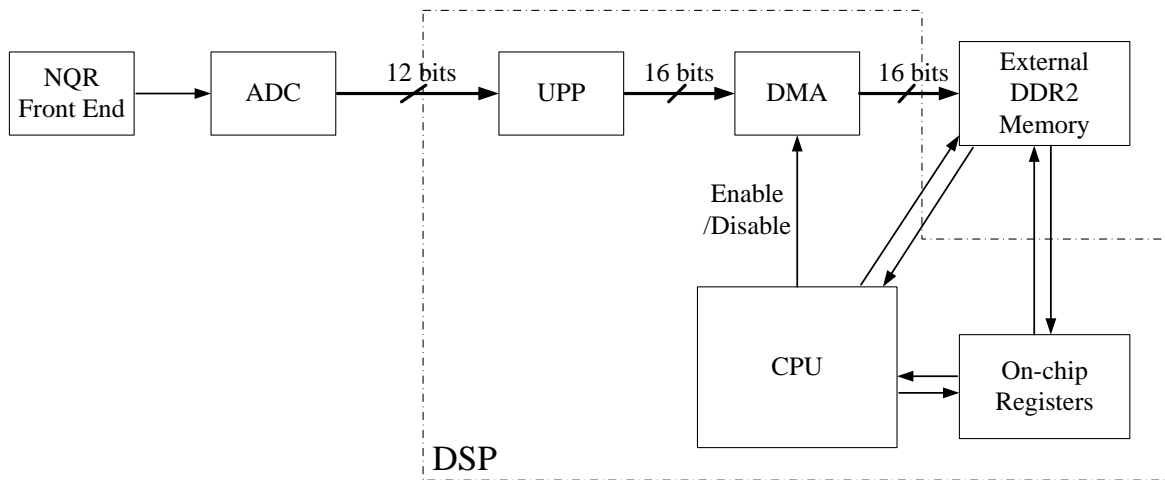 NQR
Front End
ADC
12 bits
UPP
16 bits
DMA
16 bits
External
DDR2
Memory
Enable
/Disable
CPU
On-chip
Registers
DSP